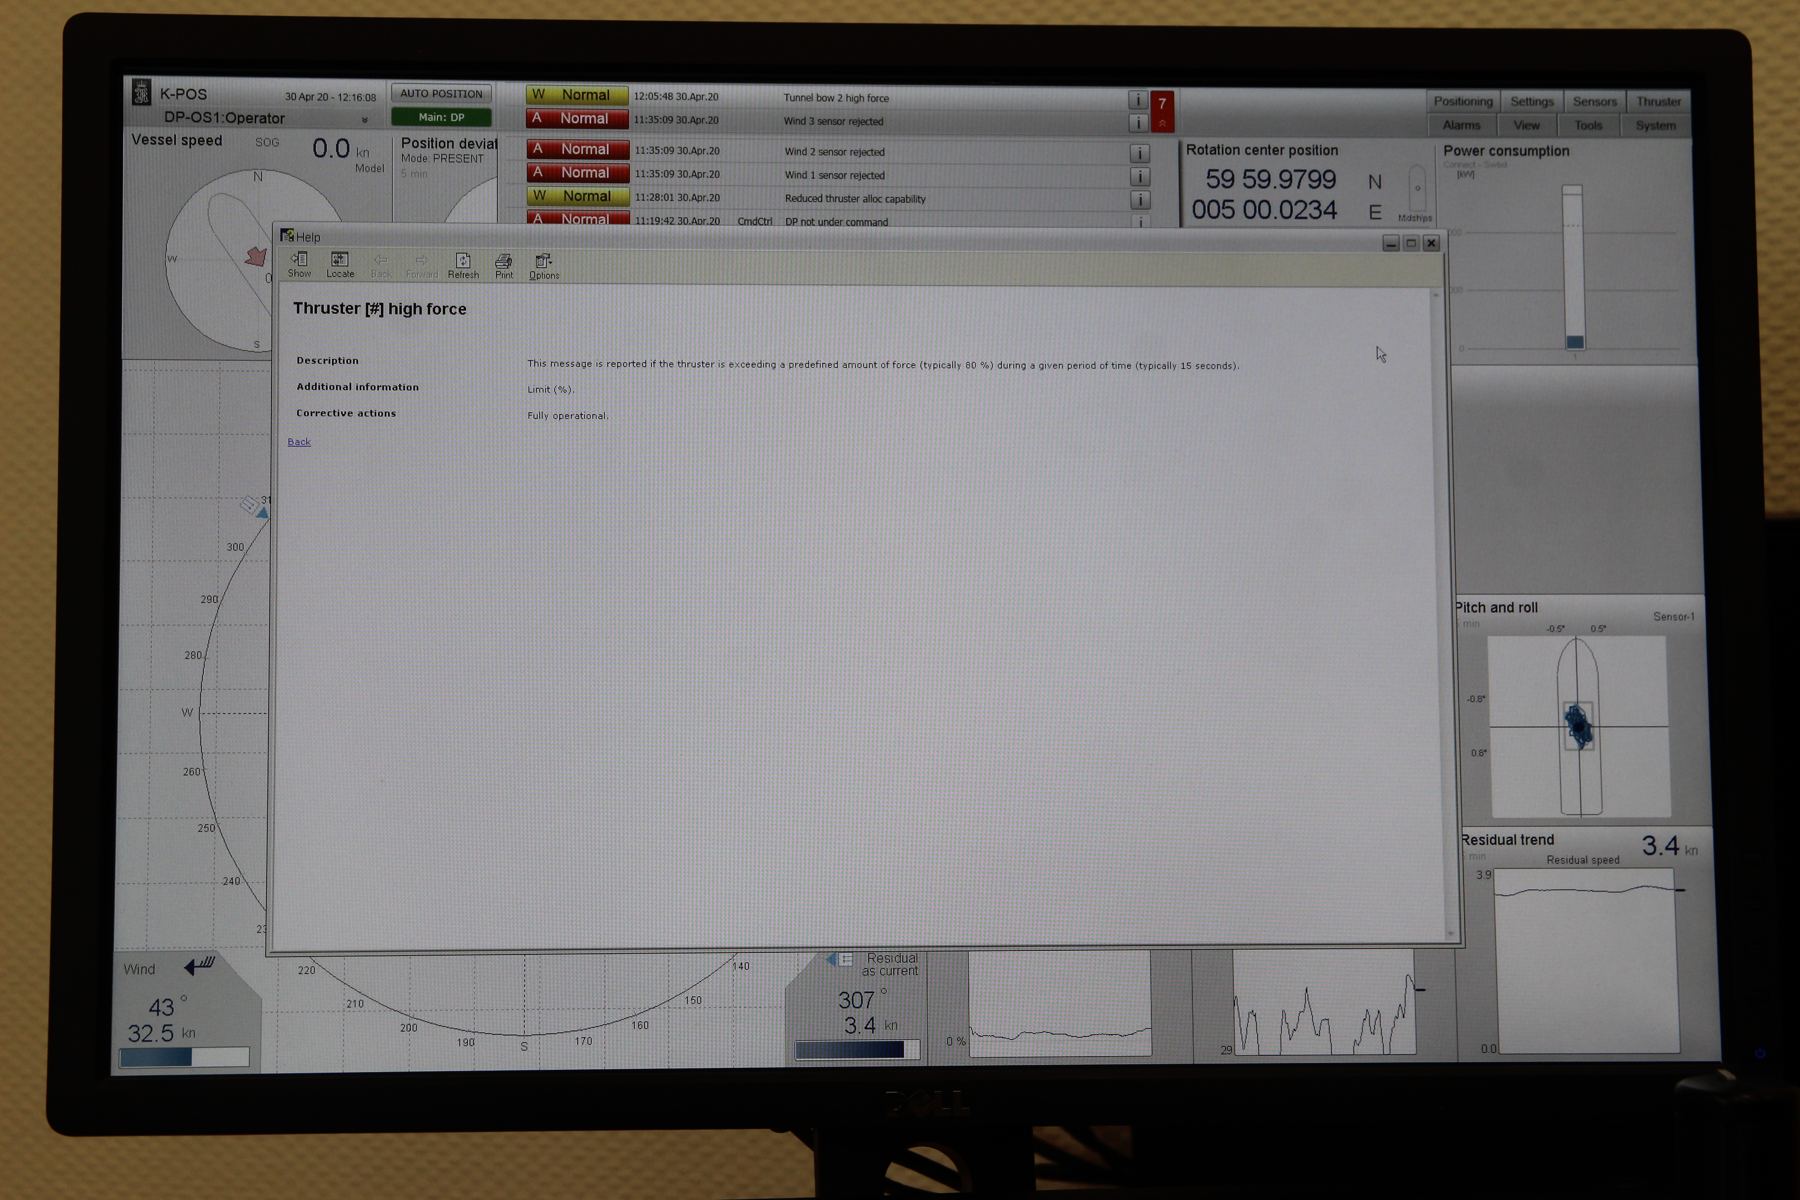 K-POS
30 Apr 20 - 12:16:08
AUTO POSITION
DP-OS1:Operator
Main: DP
W Normal 12:05:48 30.Apr.20 Tunnel bow 2 high force i
A Normal 11:35:09 30.Apr.20 Wind 3 sensor rejected i
7
A Normal 11:35:09 30.Apr.20 Wind 2 sensor rejected i
A Normal 11:35:09 30.Apr.20 Wind 1 sensor rejected i
W Normal 11:28:01 30.Apr.20 Reduced thruster alloc capability i
A Normal 11:19:42 30.Apr.20 CmdCtrl DP not under command i
Positioning Settings Sensors Thruster
Alarms View Tools System
Vessel speed SOG 0.0 kn
Model
N
W
S
0
Position deviat
Mode: PRESENT
5 min
Rotation center position
59 59.9799 N
005 00.0234 E
Midships
Power consumption
[kW]
0
1
Help
Show Locate Back Forward Refresh Print Options
Thruster [#] high force
Description This message is reported if the thruster is exceeding a predefined amount of force (typically 80 %) during a given period of time (typically 15 seconds).
Additional information Limit (%).
Corrective actions Fully operational.
Back
31
300
290
280
W
260
250
240
23
220
210
200
190
S
170
160
150
140
Pitch and roll
min
Sensor-1
-0.5° 0.5°
-0.6°
0.6°
Residual trend 3.4 kn
min
Residual speed
3.9
0.0
Wind
43 °
32.5 kn
Residual
as current
307 °
3.4 kn
0 %
29
DELL